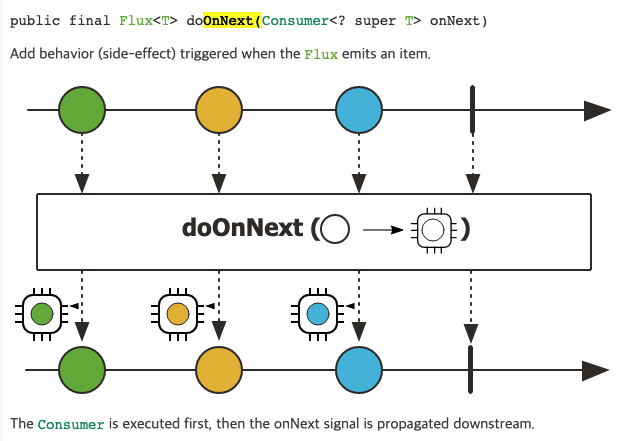 public final Flux<T> doOnNext(Consumer<? super T> onNext)
Add behavior (side-effect) triggered when the Flux emits an item.
doOnNext ( )
The Consumer is executed first, then the onNext signal is propagated downstream.